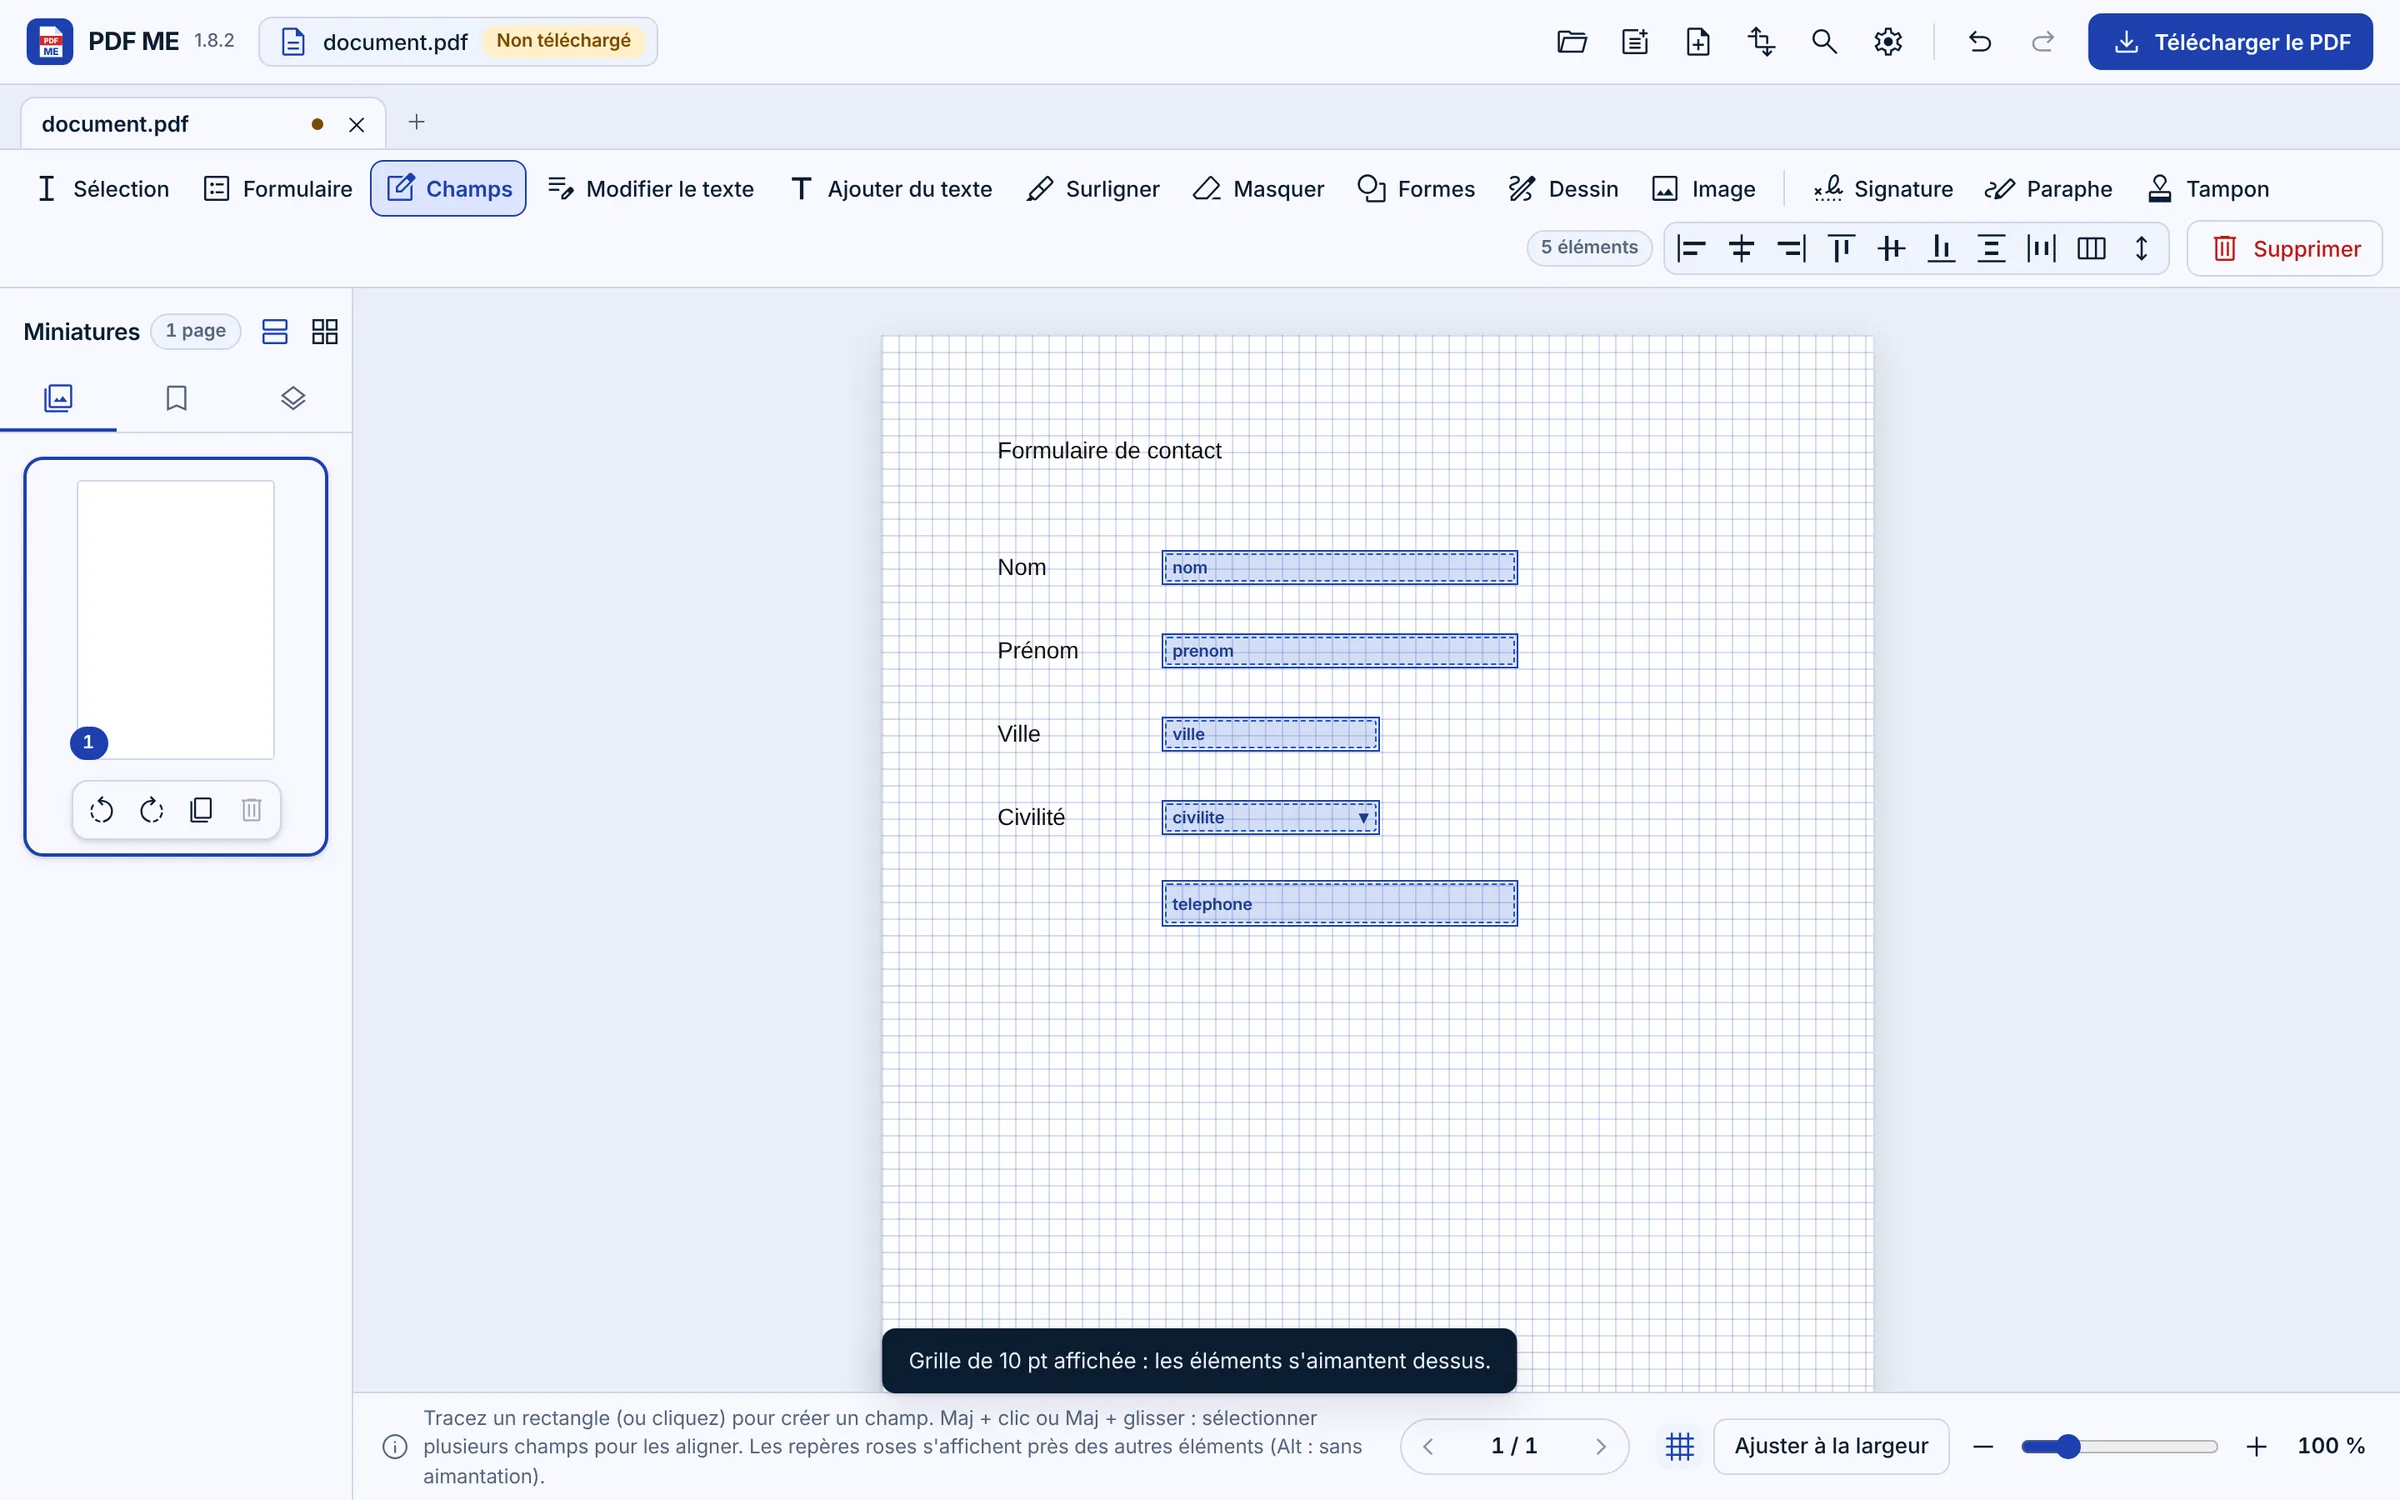 PDF ME 1.8.2 document.pdf Non téléchargé Télécharger le PDF
document.pdf
Sélection Formulaire Champs Modifier le texte Ajouter du texte Surligner Masquer Formes Dessin Image Signature Paraphe Tampon
5 éléments Supprimer
Miniatures 1 page
Formulaire de contact
Nom nom
Prénom prenom
Ville ville
Civilité civilite
telephone
1
Grille de 10 pt affichée : les éléments s'aimantent dessus.
Tracez un rectangle (ou cliquez) pour créer un champ. Maj + clic ou Maj + glisser : sélectionner
plusieurs champs pour les aligner. Les repères roses s'affichent près des autres éléments (Alt : sans
aimantation).
1 / 1 Ajuster à la largeur 100 %